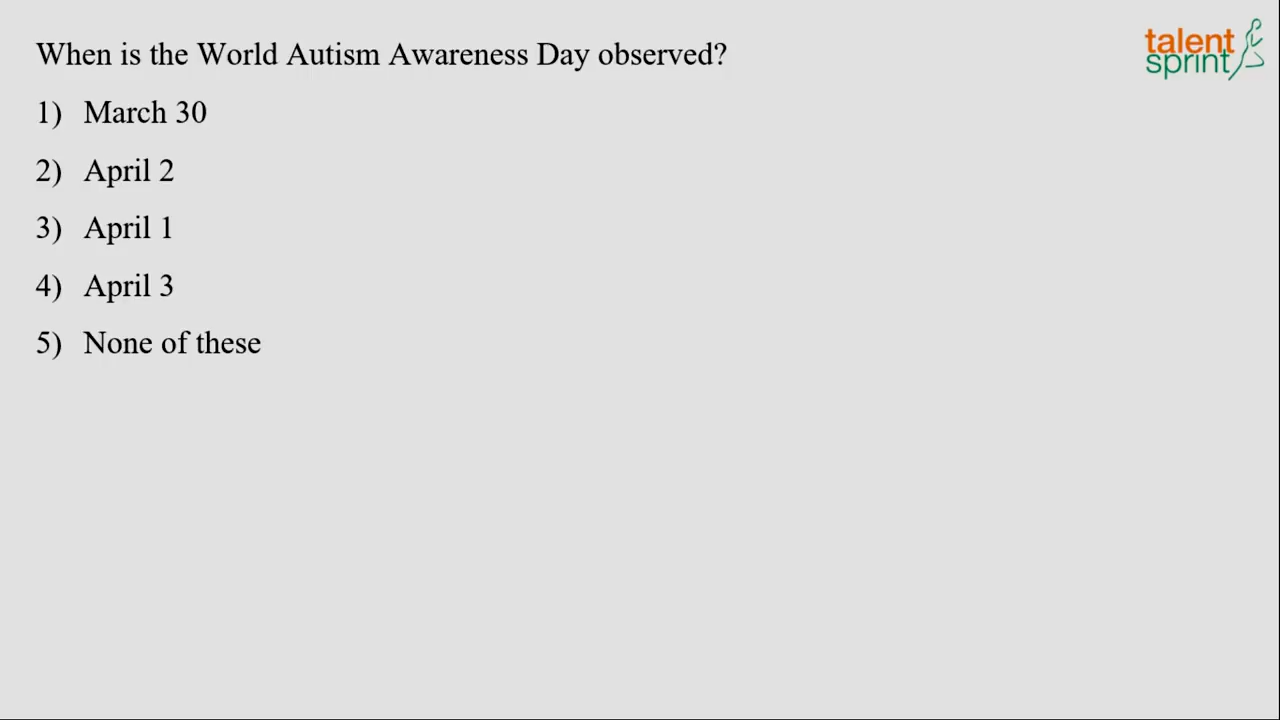 When is the World Autism Awareness Day observed?
1) March 30
2) April 2
3) April 1
4) April 3
5) None of these
talent
sprint